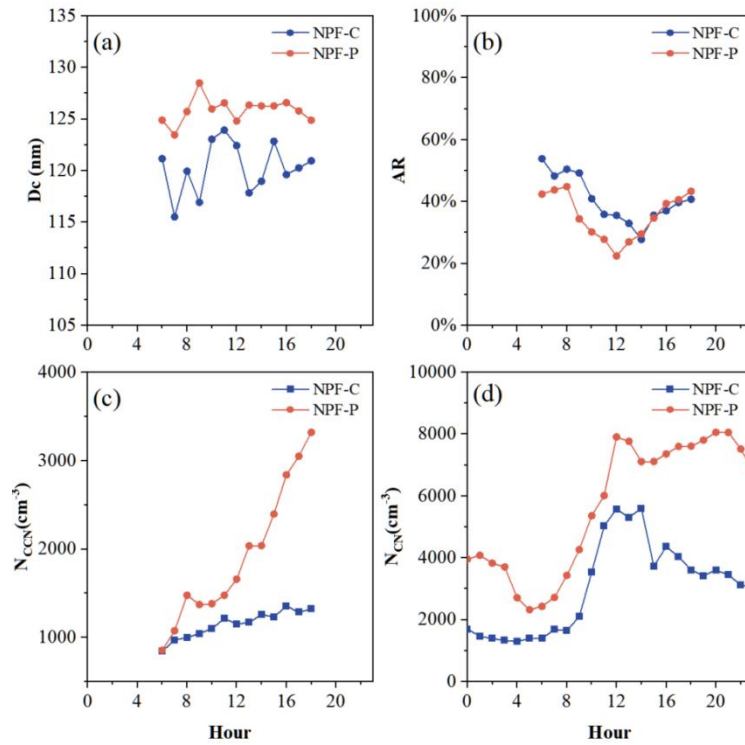 (a)
NPF-C
NPF-P
135
130
125
120
115
110
105
Dc (nm)
0 4 8 12 16 20
(b)
NPF-C
NPF-P
100%
80%
60%
40%
20%
0%
AR
0 4 8 12 16 20
(c)
NPF-C
NPF-P
4000
3000
2000
1000
N_CCN(cm⁻³)
0 4 8 12 16 20
Hour
(d)
NPF-C
NPF-P
10000
8000
6000
4000
2000
0
N_CN(cm⁻³)
0 4 8 12 16 20
Hour